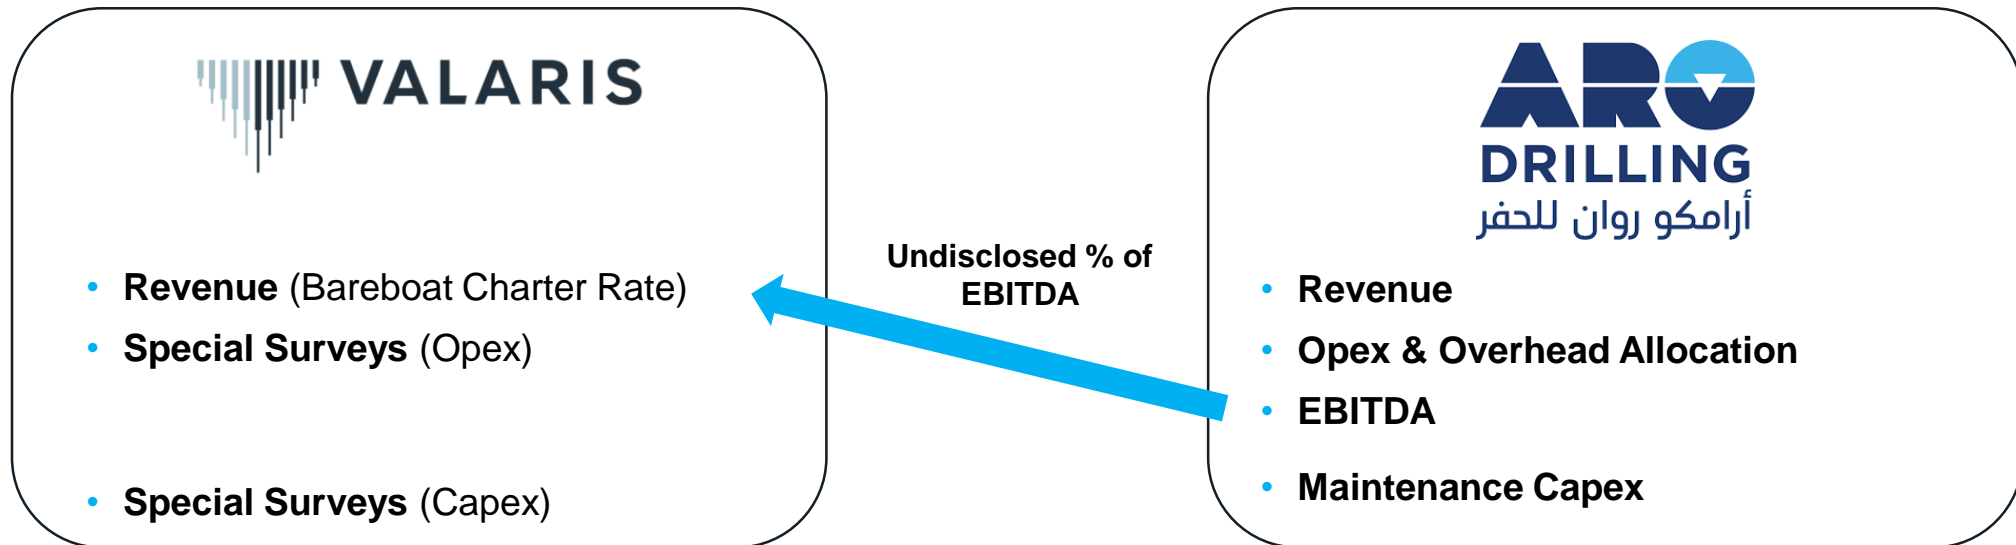 VALARIS
• Revenue (Bareboat Charter Rate)
• Special Surveys (Opex)
• Special Surveys (Capex)
Undisclosed % of
EBITDA
ARO
DRILLING
أرامكو روان للحفر
• Revenue
• Opex & Overhead Allocation
• EBITDA
• Maintenance Capex